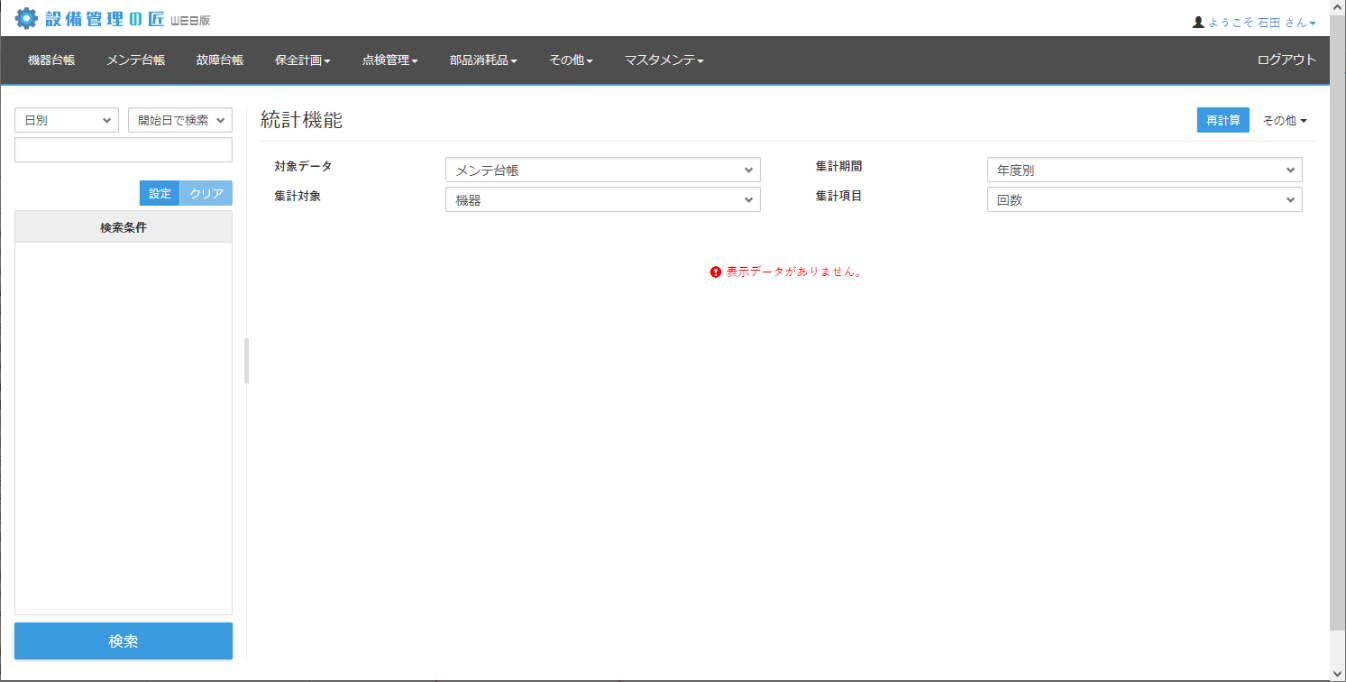 設備管理の匠 WEB版
ようこそ 石田 さん
機器台帳 メンテ台帳 故障台帳 保全計画 点検管理 部品消耗品 その他 マスタメンテ ログアウト
日別 開始日で検索
設定 クリア
検索条件
検索
統計機能
再計算 その他
対象データ メンテ台帳 集計期間 年度別
集計対象 機器 集計項目 回数
表示データがありません。